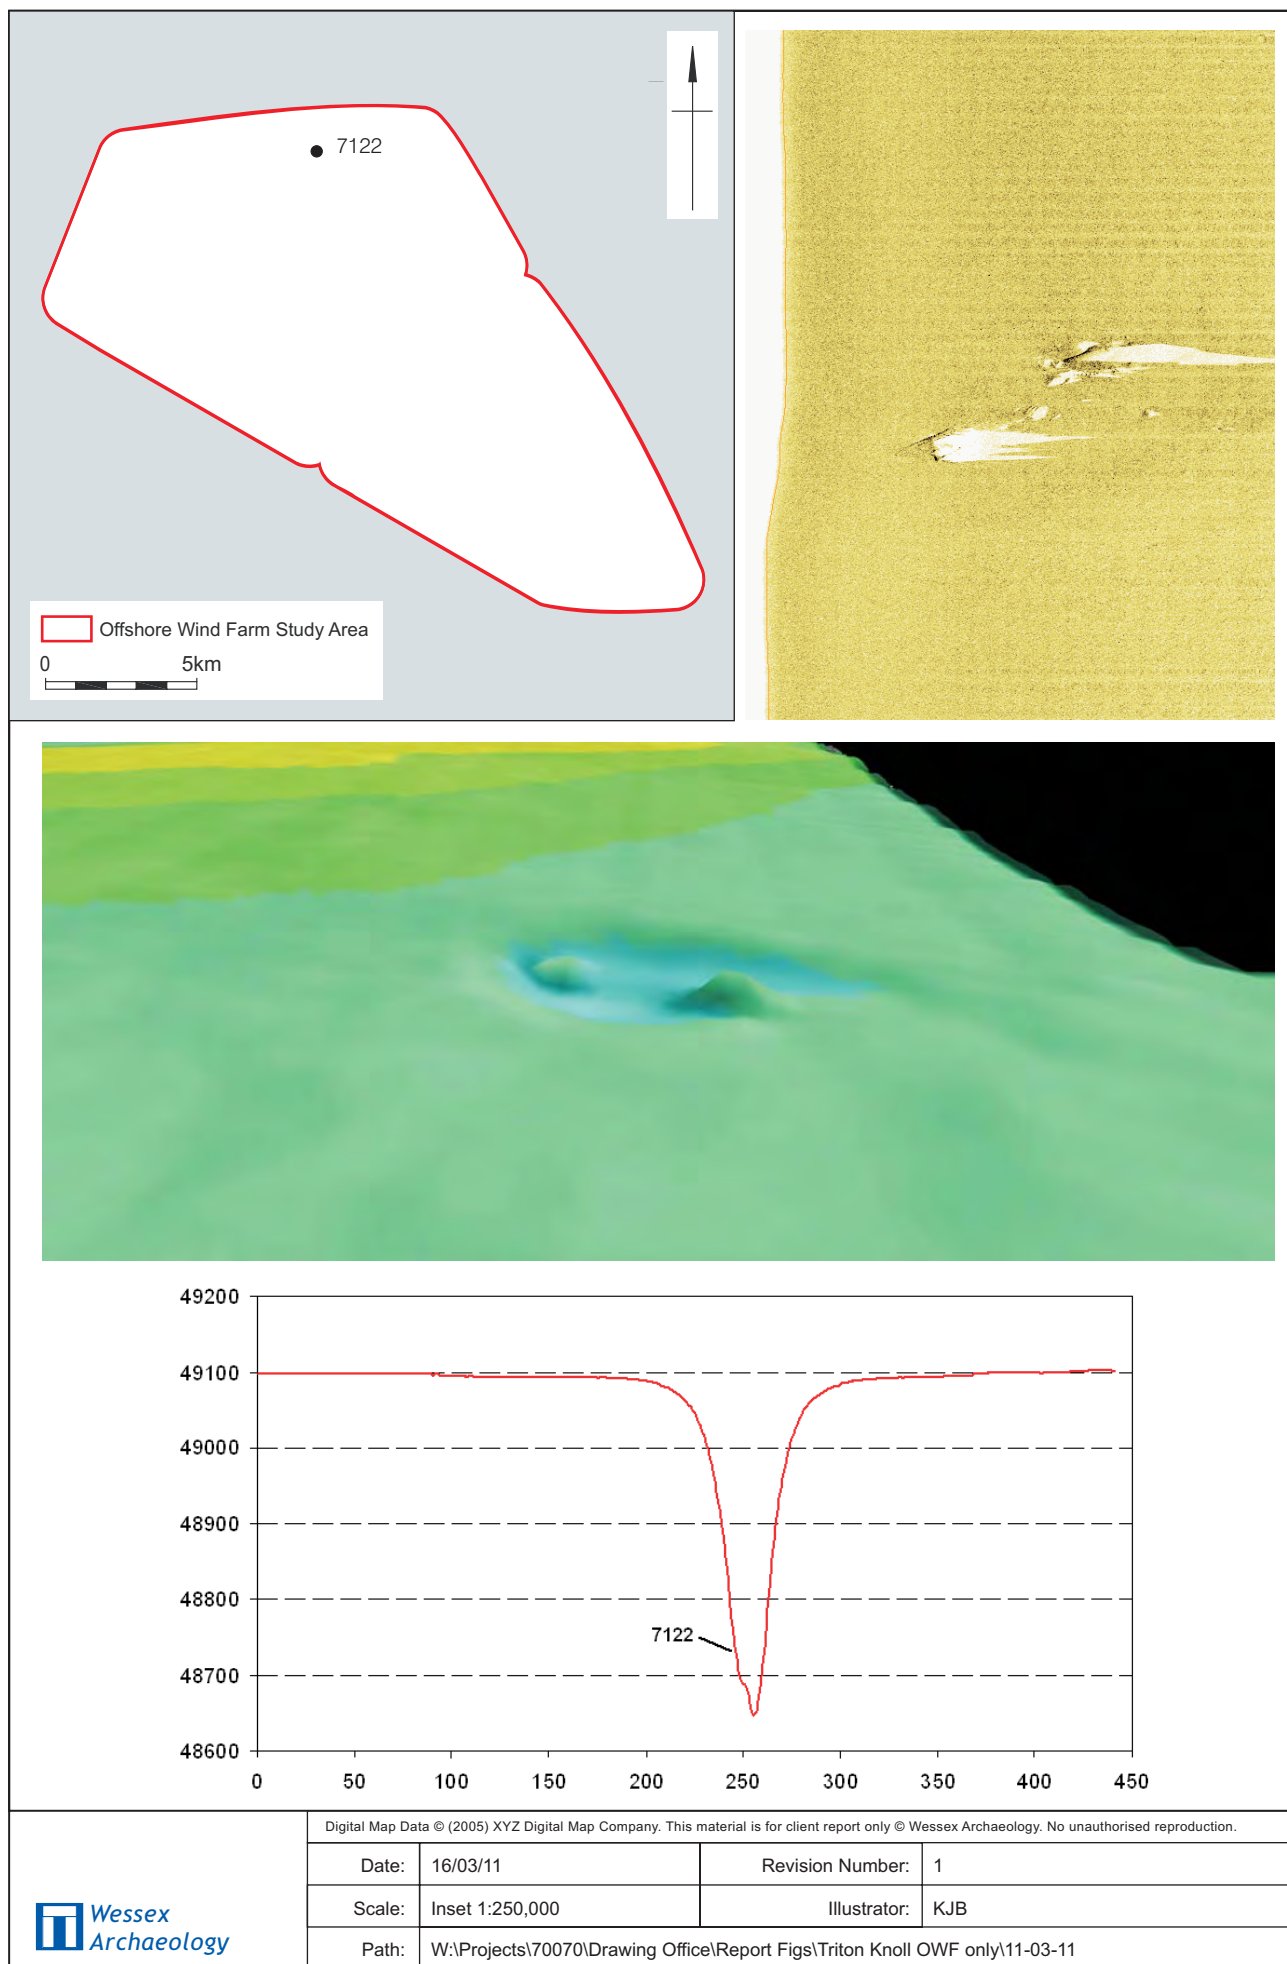 7122
Offshore Wind Farm Study Area
0 5km
49200
49100
49000
48900
48800
7122
48700
48600
0 50 100 150 200 250 300 350 400 450
Digital Map Data © (2005) XYZ Digital Map Company. This material is for client report only © Wessex Archaeology. No unauthorised reproduction.
Date: 16/03/11 Revision Number: 1
Scale: Inset 1:250,000 Illustrator: KJB
Path: W:\Projects\70070\Drawing Office\Report Figs\Triton Knoll OWF only\11-03-11
Wessex
Archaeology